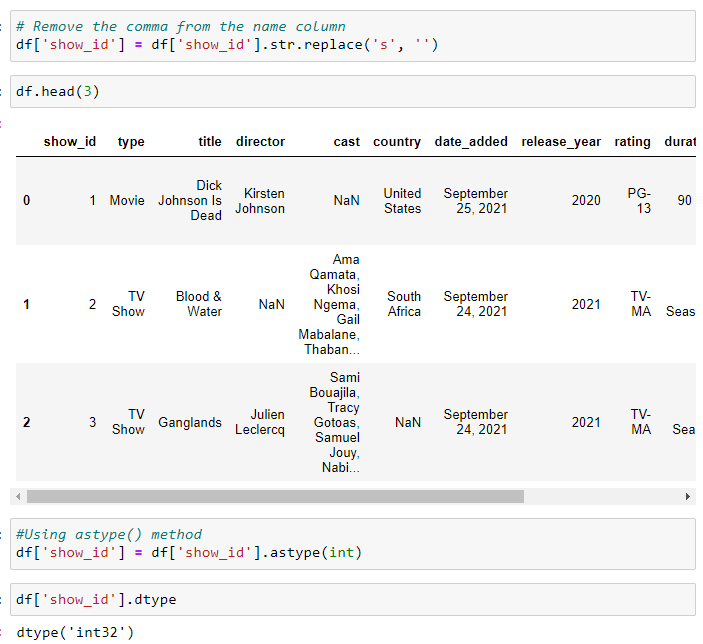 # Remove the comma from the name column
df['show_id'] = df['show_id'].str.replace('s', '')
df.head(3)
show_id type title director cast country date_added release_year rating durat
0 1 Movie Dick Johnson Is Dead Kirsten Johnson NaN United States September 25, 2021 2020 PG-13 90
1 2 TV Show Blood & Water NaN Ama Qamata, Khosi Ngema, Gail Mabalane, Thaban... South Africa September 24, 2021 2021 TV-MA Seas
2 3 TV Show Ganglands Julien Leclercq Sami Bouajila, Tracy Gotoas, Samuel Jouy, Nabi... NaN September 24, 2021 2021 TV-MA Sea
#Using astype() method
df['show_id'] = df['show_id'].astype(int)
df['show_id'].dtype
dtype('int32')